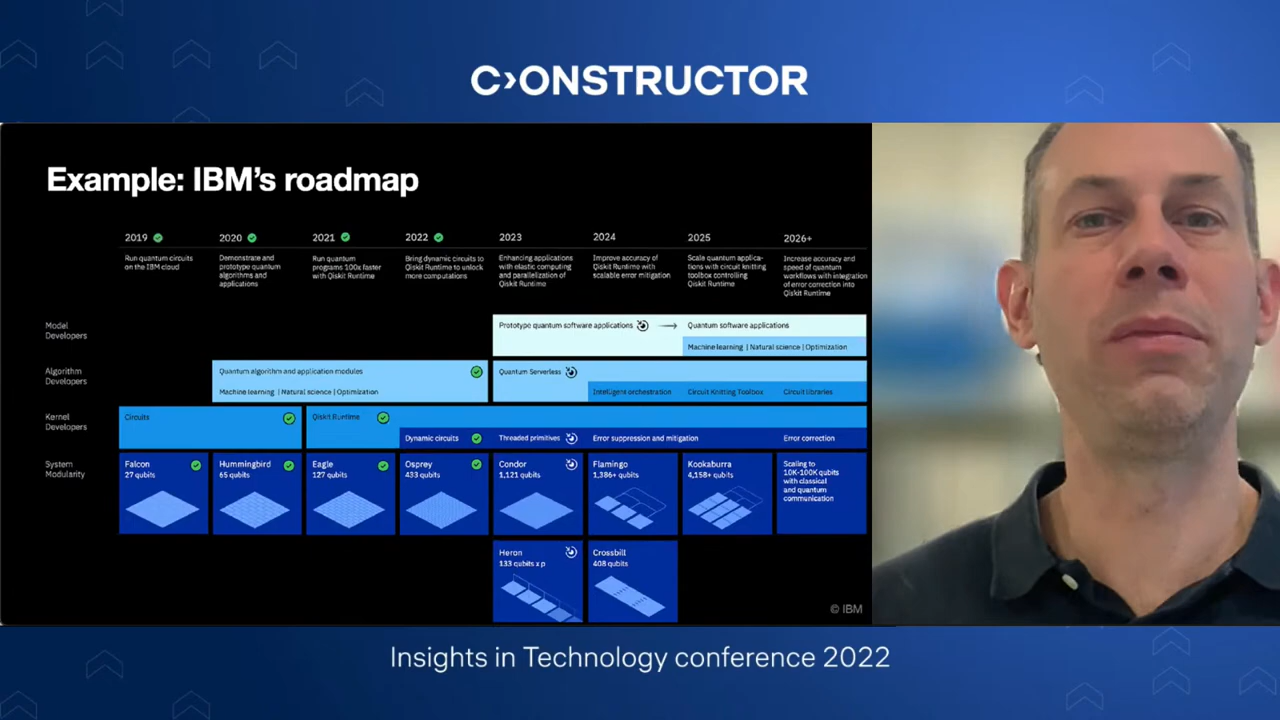 C›ONSTRUCTOR
Example: IBM's roadmap
2019
Run quantum circuits
on the IBM cloud
2020
Demonstrate and
prototype quantum
algorithms and
applications
2021
Run quantum
programs 100x faster
with Qiskit Runtime
2022
Bring dynamic circuits to
Qiskit Runtime to unlock
more computations
2023
Enhancing applications
with elastic computing
and parallelization of
Qiskit Runtime
2024
Improve accuracy of
Qiskit Runtime with
scalable error mitigation
2025
Scale quantum applica-
tions with circuit knitting
toolbox controlling
Qiskit Runtime
2026+
Increase accuracy and
speed of quantum
workflows with integration
of error correction into
Qiskit Runtime
Model
Developers
Prototype quantum software applications
Quantum software applications
Machine learning | Natural science | Optimization
Algorithm
Developers
Quantum algorithm and application modules
Machine learning | Natural science | Optimization
Quantum Serverless
Intelligent orchestration
Circuit Knitting Toolbox
Circuit libraries
Kernel
Developers
Circuits
Qiskit Runtime
Dynamic circuits
Threaded primitives
Error suppression and mitigation
Error correction
System
Modularity
Falcon
27 qubits
Hummingbird
65 qubits
Eagle
127 qubits
Osprey
433 qubits
Condor
1,121 qubits
Flamingo
1,386+ qubits
Kookaburra
4,158+ qubits
Scaling to
10K-100K qubits
with classical
and quantum
communication
Heron
133 qubits x p
Crossbill
408 qubits
© IBM
Insights in Technology conference 2022